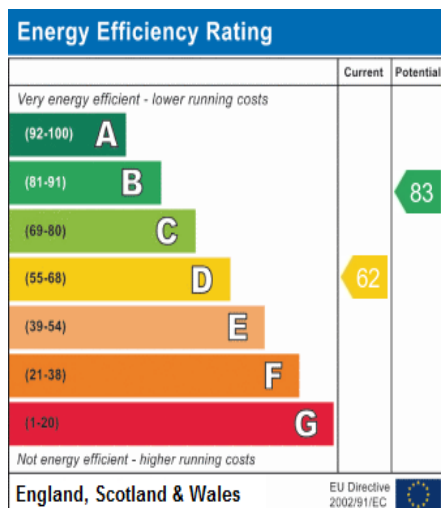 Energy Efficiency Rating
Current Potential
Very energy efficient - lower running costs
(92-100) A
(81-91) B
83
(69-80) C
(55-68) D
62
(39-54) E
(21-38) F
(1-20) G
Not energy efficient - higher running costs
England, Scotland & Wales
EU Directive
2002/91/EC